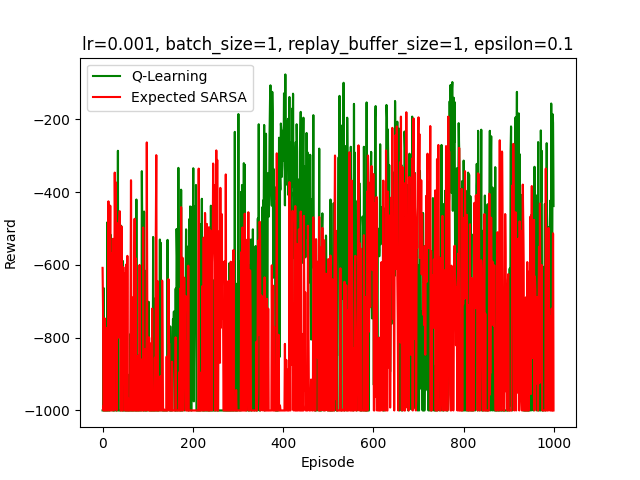 lr=0.001, batch_size=1, replay_buffer_size=1, epsilon=0.1
Q-Learning
Expected SARSA
Reward
−200
−400
−600
−800
−1000
0 200 400 600 800 1000
Episode